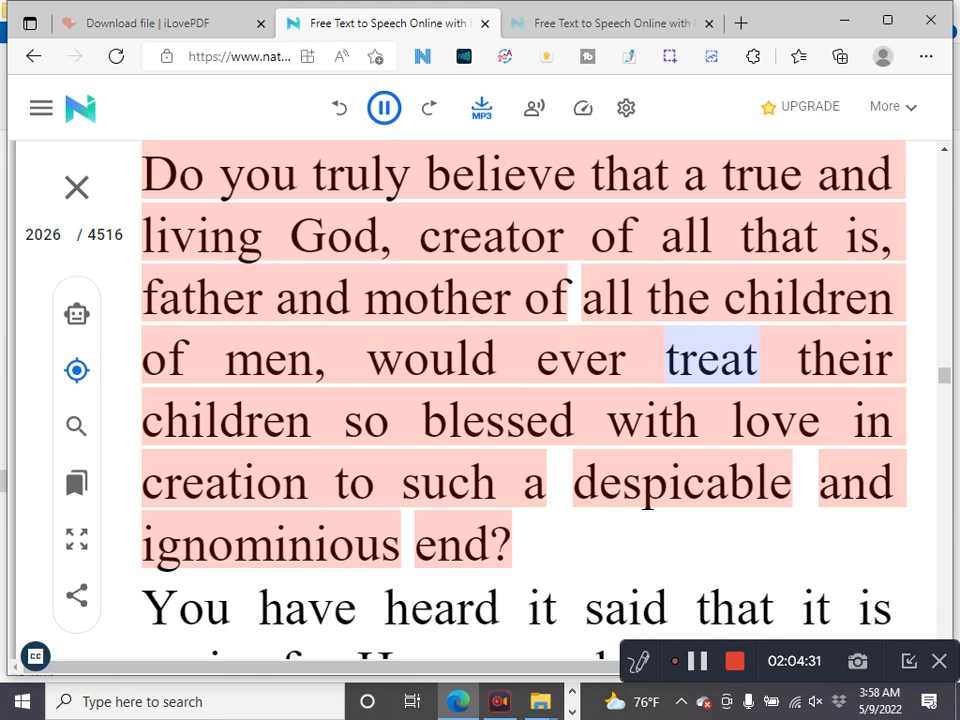 Download file | iLovePDF
Free Text to Speech Online with
Free Text to Speech Online with
https://www.nat...
MP3
UPGRADE
More
2026 / 4516
Do you truly believe that a true and
living God, creator of all that is,
father and mother of all the children
of men, would ever treat their
children so blessed with love in
creation to such a despicable and
ignominious end?
You have heard it said that it is
CC
02:04:31
Type here to search
76°F
3:58 AM
5/9/2022